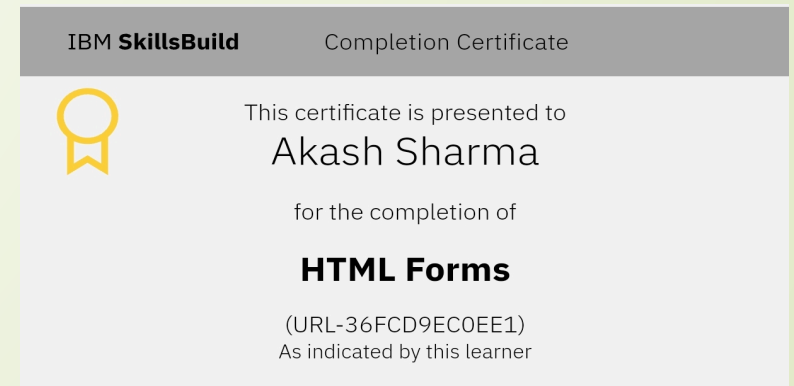 IBM SkillsBuild Completion Certificate
This certificate is presented to
Akash Sharma
for the completion of
HTML Forms
(URL-36FCD9EC0EE1)
As indicated by this learner